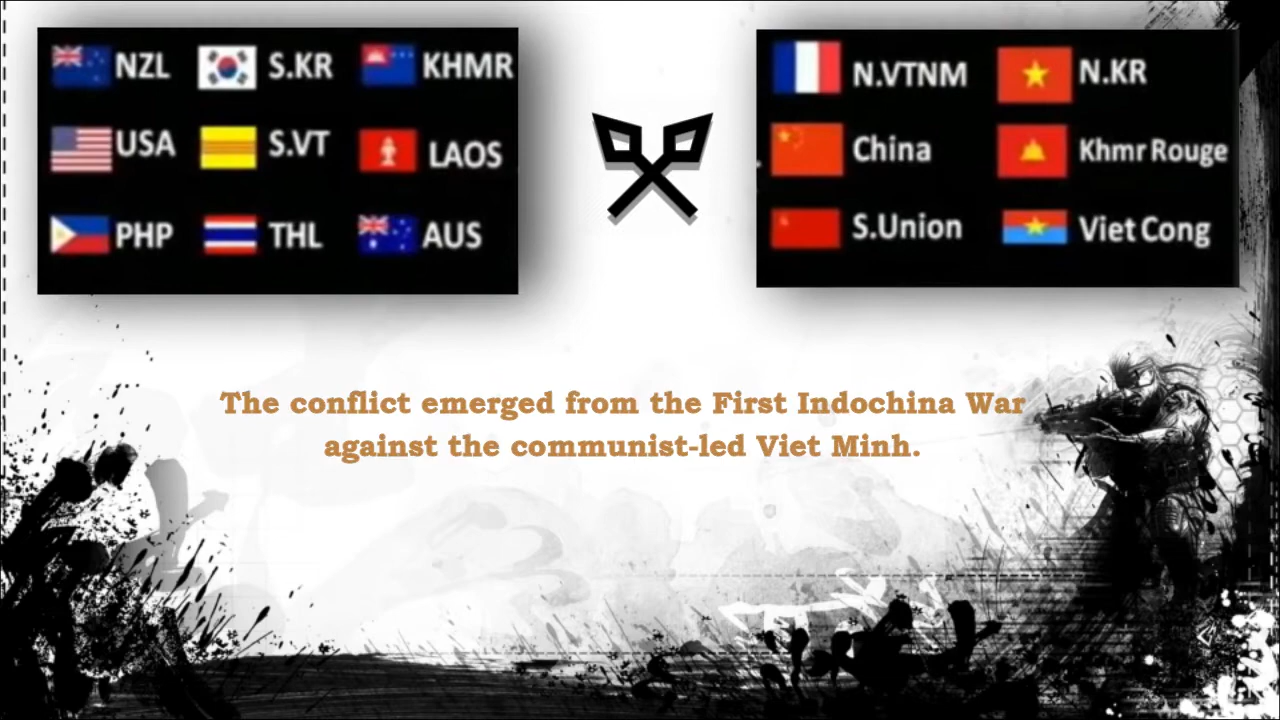 NZL S.KR KHMR
USA S.VT LAOS
PHP THL AUS
N.VTNM N.KR
China Khmr Rouge
S.Union Viet Cong
The conflict emerged from the First Indochina War
against the communist-led Viet Minh.